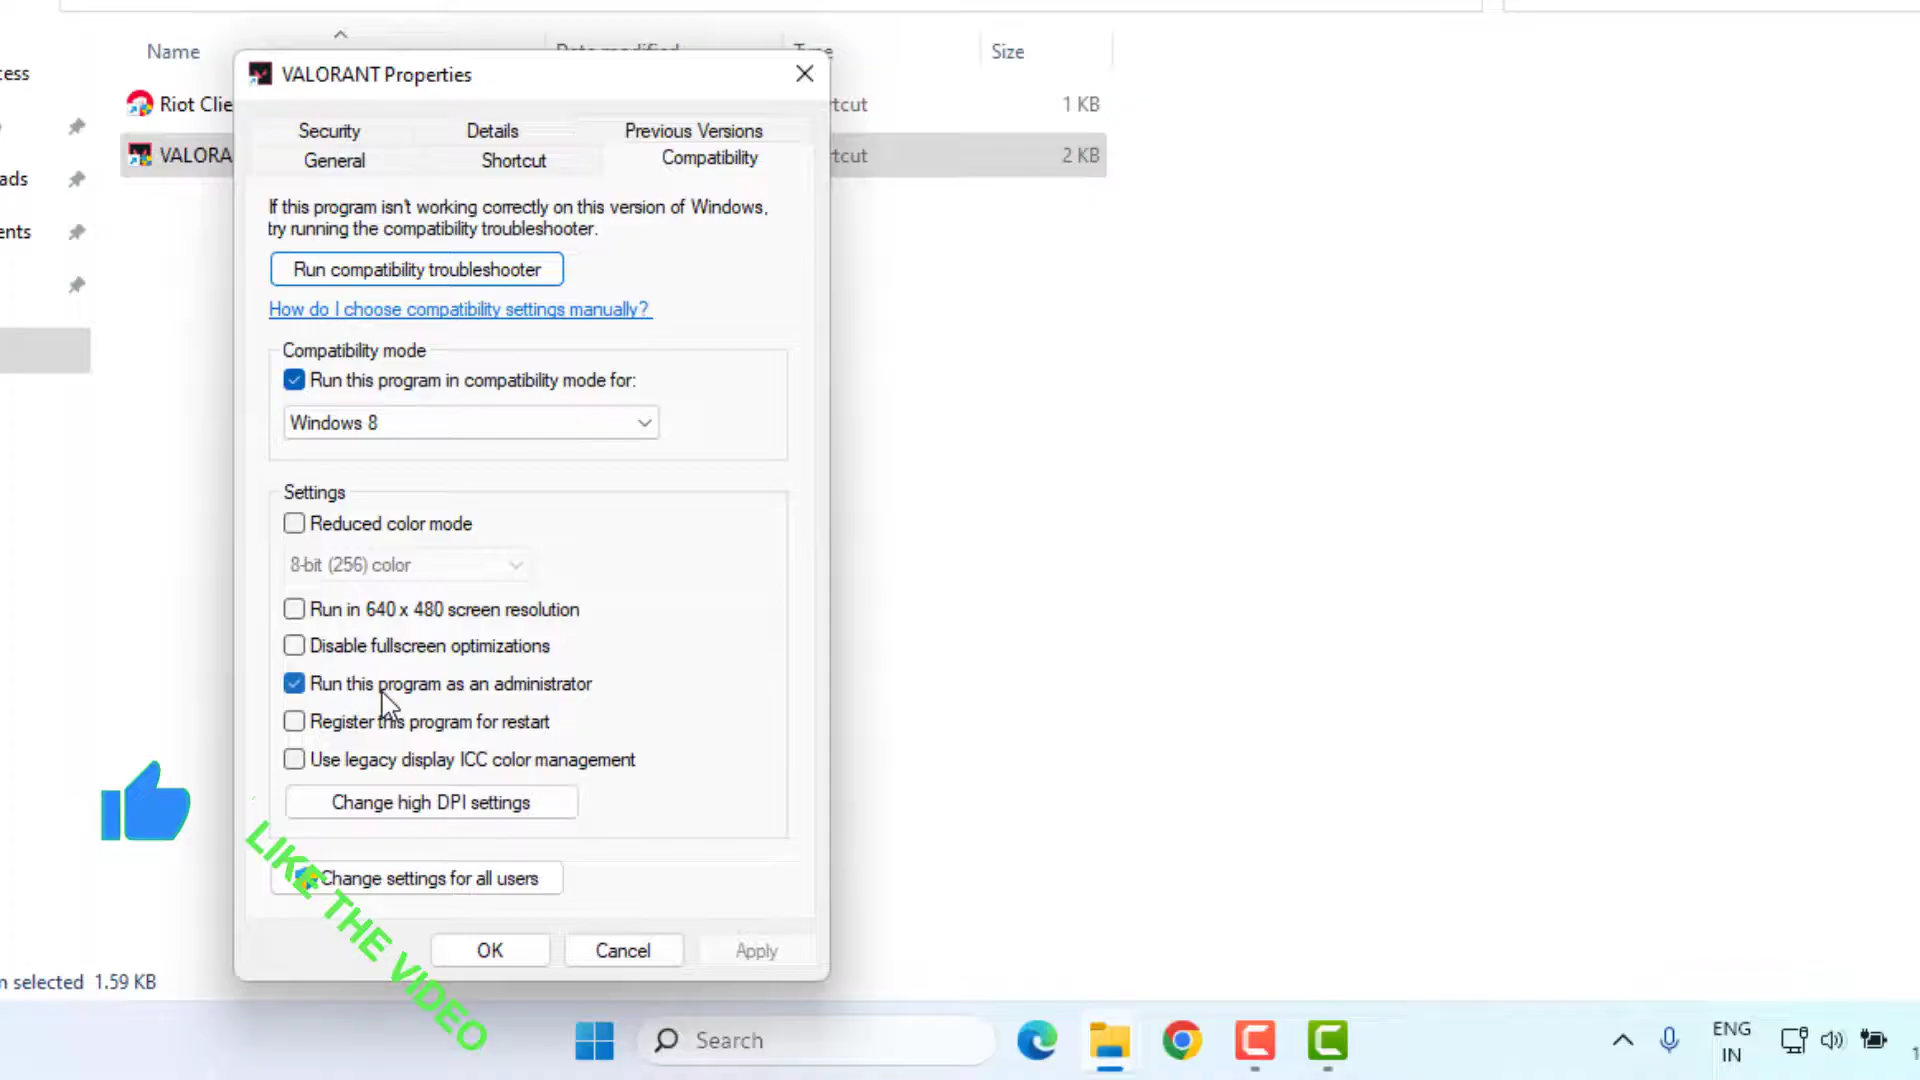 Name
Size
cess
Riot Clie
tcut
1 KB
VALORA
tcut
2 KB
ads
ents
VALORANT Properties
Security
Details
Previous Versions
General
Shortcut
Compatibility
If this program isn't working correctly on this version of Windows,
try running the compatibility troubleshooter.
Run compatibility troubleshooter
How do I choose compatibility settings manually?
Compatibility mode
Run this program in compatibility mode for:
Windows 8
Settings
Reduced color mode
8-bit (256) color
Run in 640 x 480 screen resolution
Disable fullscreen optimizations
Run this program as an administrator
Register this program for restart
Use legacy display ICC color management
Change high DPI settings
Change settings for all users
LIKE THE VIDEO
OK
Cancel
Apply
n selected 1.59 KB
Search
ENG
IN